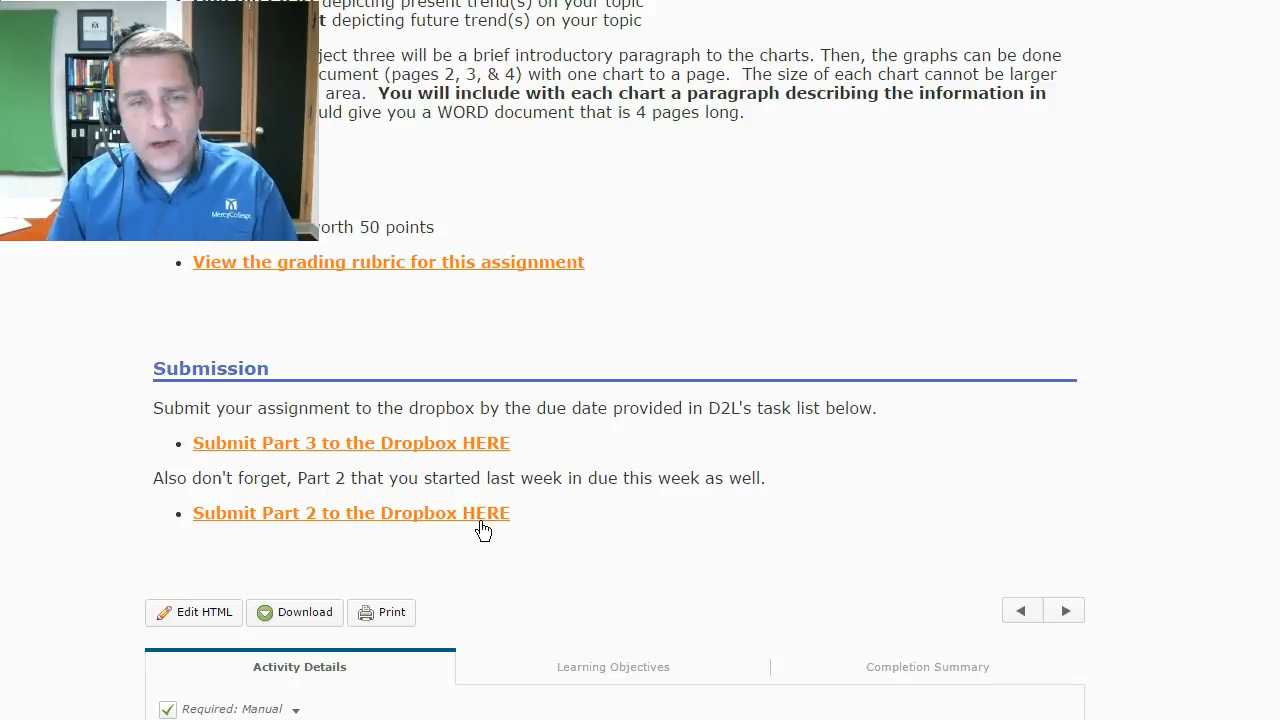 depicting present trend(s) on your topic
t depicting future trend(s) on your topic
ject three will be a brief introductory paragraph to the charts. Then, the graphs can be done
cument (pages 2, 3, & 4) with one chart to a page. The size of each chart cannot be larger
area. You will include with each chart a paragraph describing the information in
uld give you a WORD document that is 4 pages long.
MercyCollege
orth 50 points
• View the grading rubric for this assignment
Submission
Submit your assignment to the dropbox by the due date provided in D2L's task list below.
• Submit Part 3 to the Dropbox HERE
Also don't forget, Part 2 that you started last week in due this week as well.
• Submit Part 2 to the Dropbox HERE
Edit HTML Download Print
Activity Details Learning Objectives Completion Summary
Required: Manual